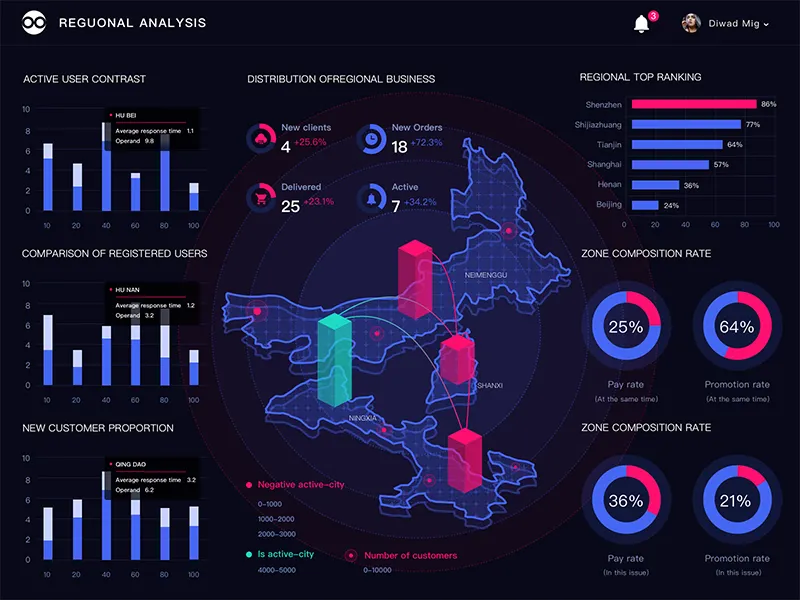 REGUONAL ANALYSIS
3
Diwad Mig
ACTIVE USER CONTRAST
10
8
6
4
2
0
10 20 40 60 80 100
HU BEI
Average response time 1.1
Operand 9.8
COMPARISON OF REGISTERED USERS
10
8
6
4
2
0
10 20 40 60 80 100
HU NAN
Average response time 1.2
Operand 3.2
NEW CUSTOMER PROPORTION
10
8
6
4
2
0
10 20 40 60 80 100
QING DAO
Average response time 3.2
Operand 6.2
DISTRIBUTION OFREGIONAL BUSINESS
New clients
4 +25.6%
New Orders
18 +72.3%
Delivered
25 +23.1%
Active
7 +34.2%
NEIMENGGU
SHANXI
NINGXIA
Negative active-city
0-1000
1000-2000
2000-3000
Is active-city
4000-5000
Number of customers
0-10000
REGIONAL TOP RANKING
Shenzhen 86%
Shijiazhuang 77%
Tianjin 64%
Shanghai 57%
Henan 36%
Beijing 24%
0 20 40 60 80 100
ZONE COMPOSITION RATE
25%
Pay rate
(At the same time)
64%
Promotion rate
(At the same time)
ZONE COMPOSITION RATE
36%
Pay rate
(In this issue)
21%
Promotion rate
(In this issue)